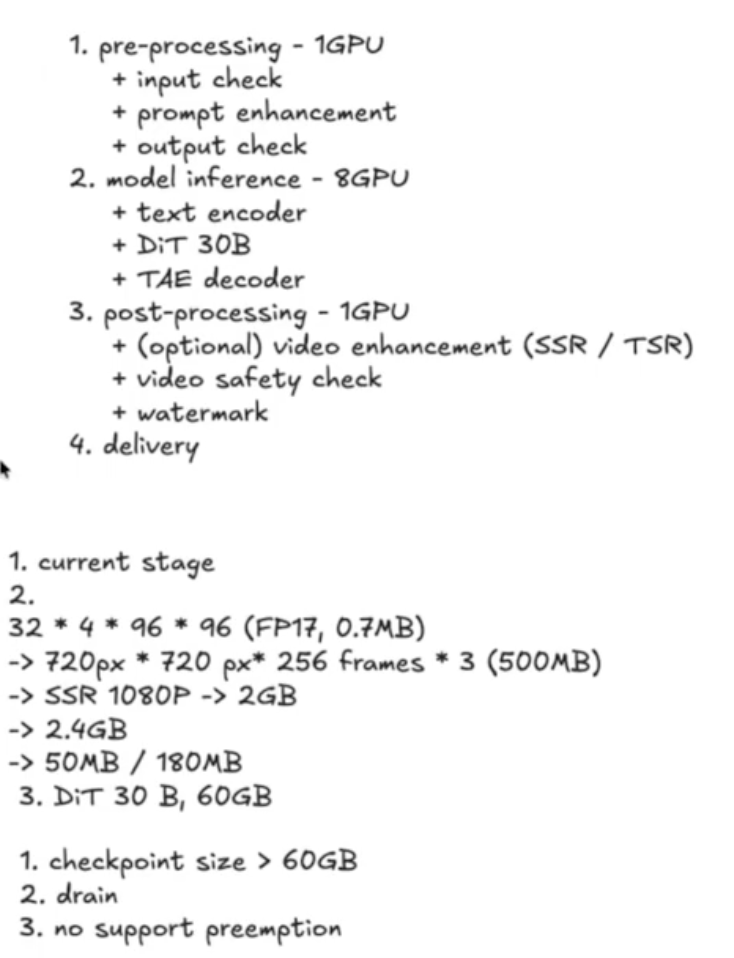 1. pre-processing - 1GPU
+ input check
+ prompt enhancement
+ output check
2. model inference - 8GPU
+ text encoder
+ DiT 30B
+ TAE decoder
3. post-processing - 1GPU
+ (optional) video enhancement (SSR / TSR)
+ video safety check
+ watermark
4. delivery
1. current stage
2.
32 * 4 * 96 * 96 (FP17, 0.7MB)
-> 720px * 720 px* 256 frames * 3 (500MB)
-> SSR 1080P -> 2GB
-> 2.4GB
-> 50MB / 180MB
3. DiT 30 B, 60GB
1. checkpoint size > 60GB
2. drain
3. no support preemption